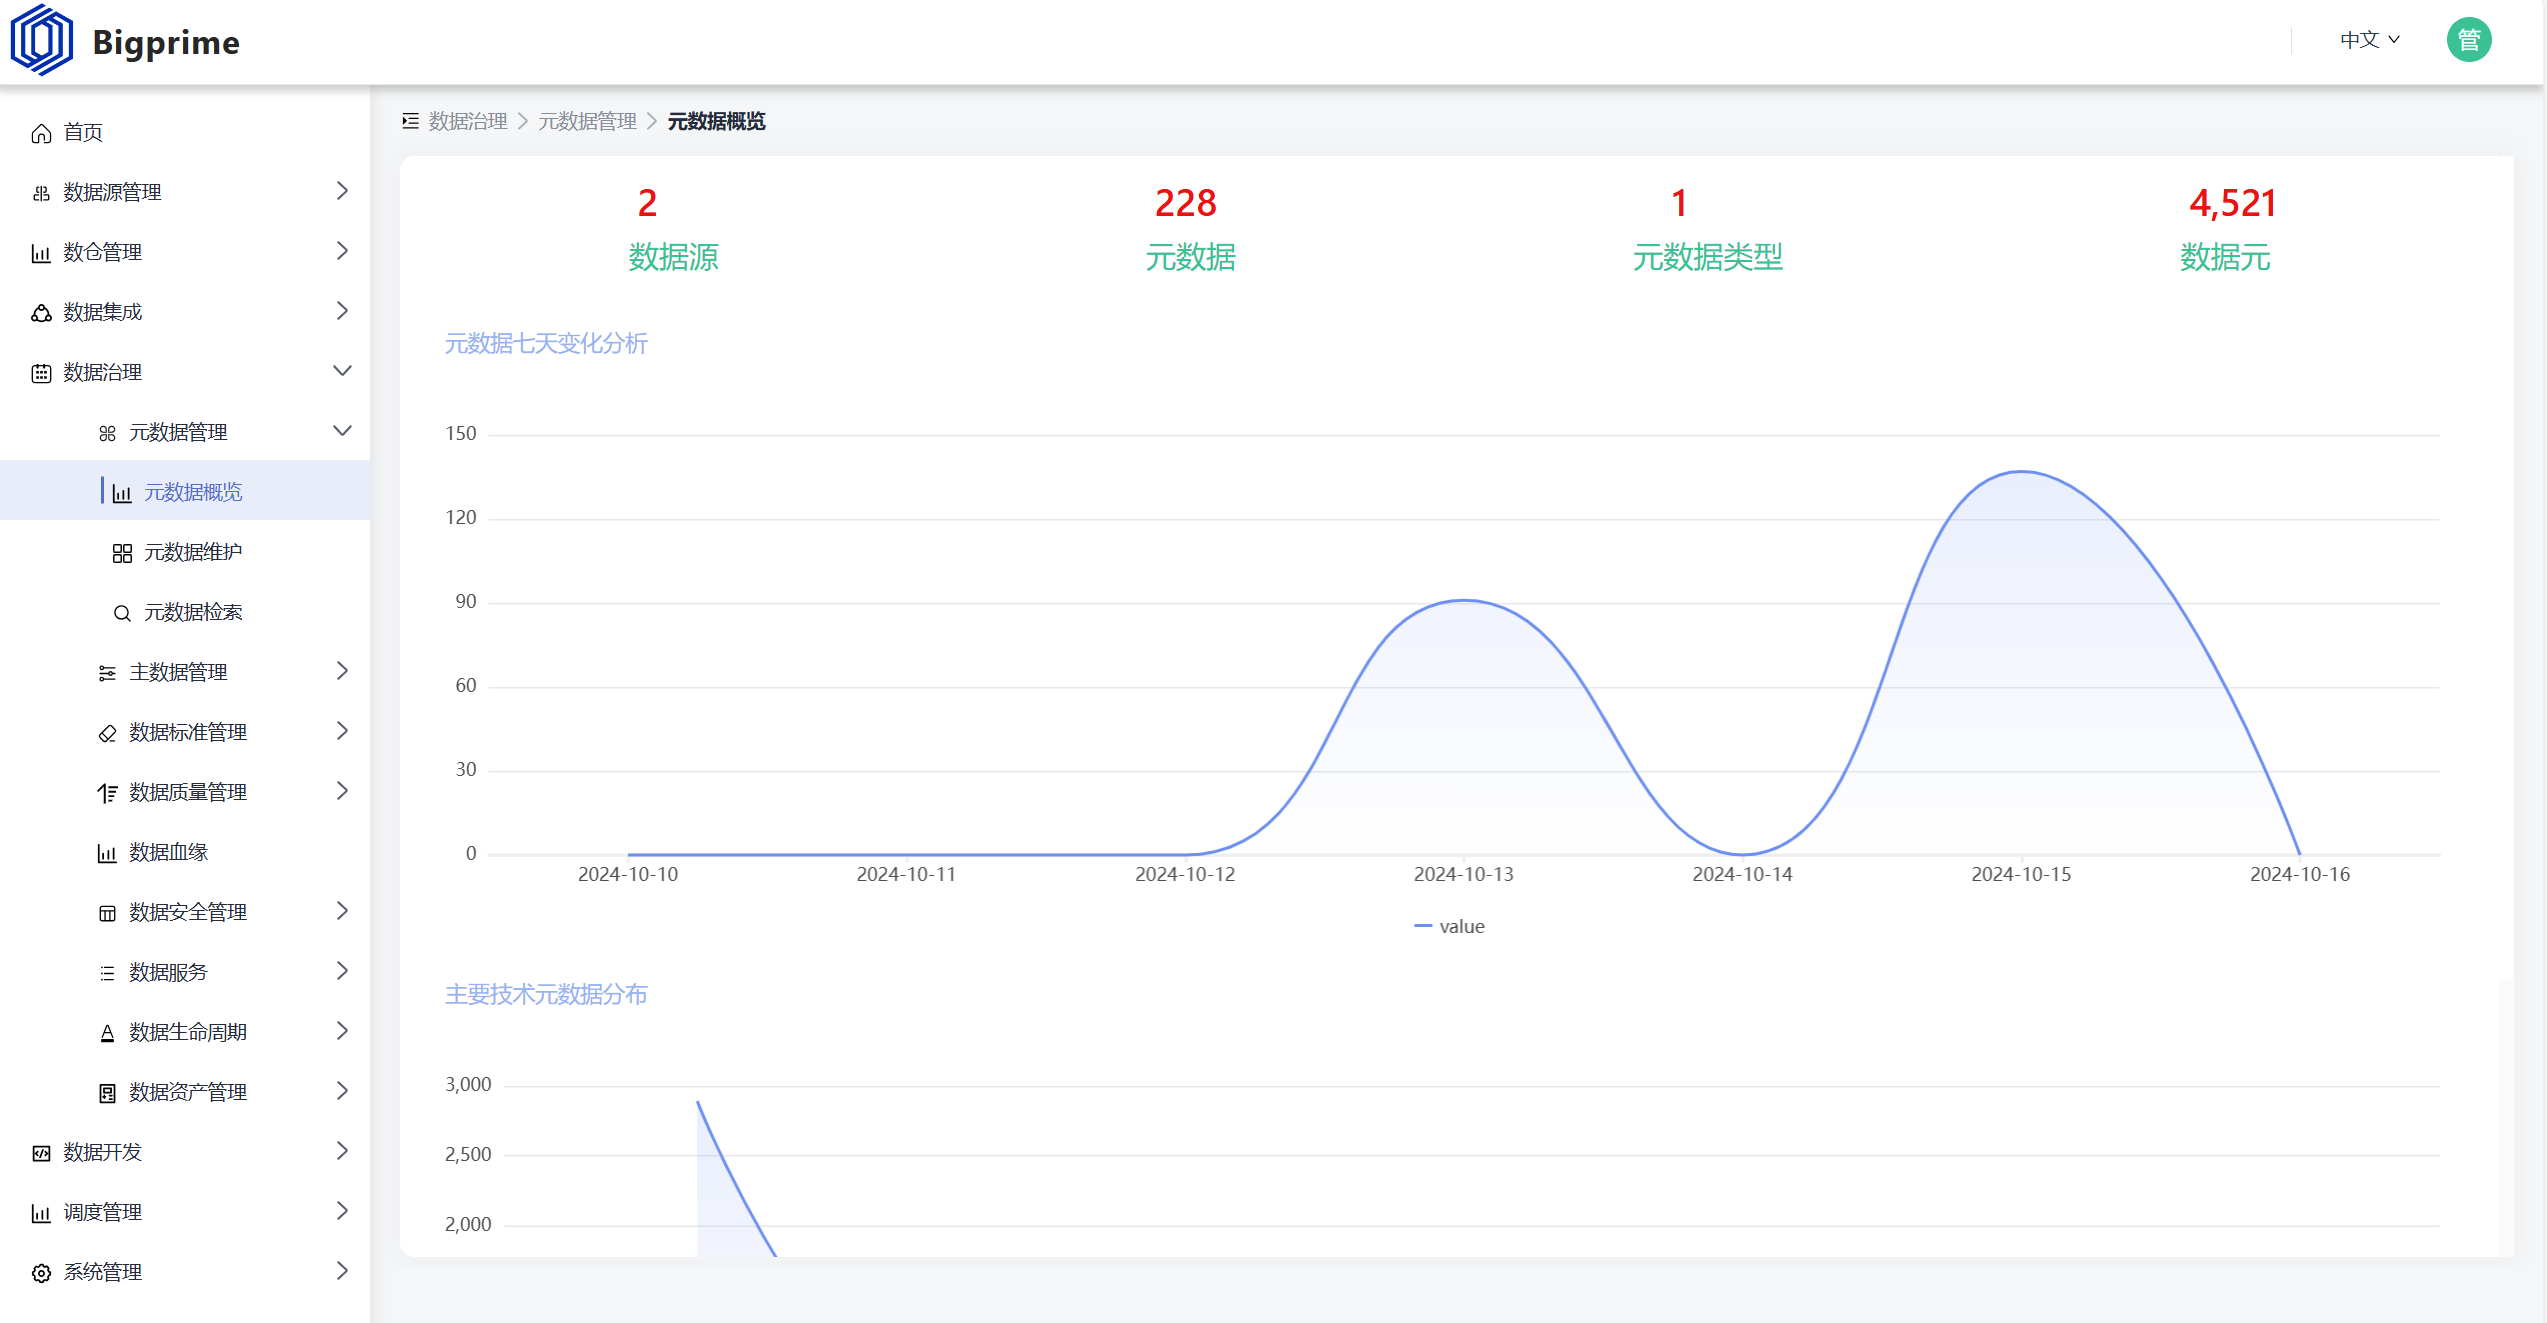 Bigprime
中文
管
首页
数据源管理
数仓管理
数据集成
数据治理
元数据管理
元数据概览
元数据维护
元数据检索
主数据管理
数据标准管理
数据质量管理
数据血缘
数据安全管理
数据服务
数据生命周期
数据资产管理
数据开发
调度管理
系统管理
数据治理 > 元数据管理 > 元数据概览
2
数据源
228
元数据
1
元数据类型
4,521
数据元
元数据七天变化分析
150
120
90
60
30
0
2024-10-10 2024-10-11 2024-10-12 2024-10-13 2024-10-14 2024-10-15 2024-10-16
value
主要技术元数据分布
3,000
2,500
2,000